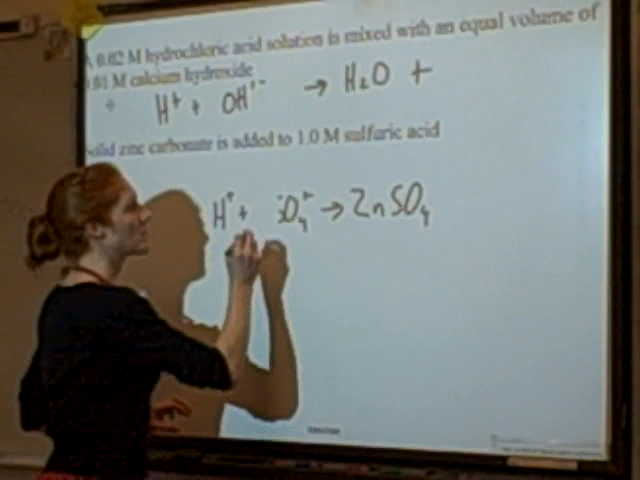 0.02 M hydrochloric acid solution is mixed with an equal volume of
0.01 M calcium hydroxide
H⁺ + OH⁻ → H₂O +
Solid zinc carbonate is added to 1.0 M sulfuric acid
H⁺ + SO₄ → ZnSO₄